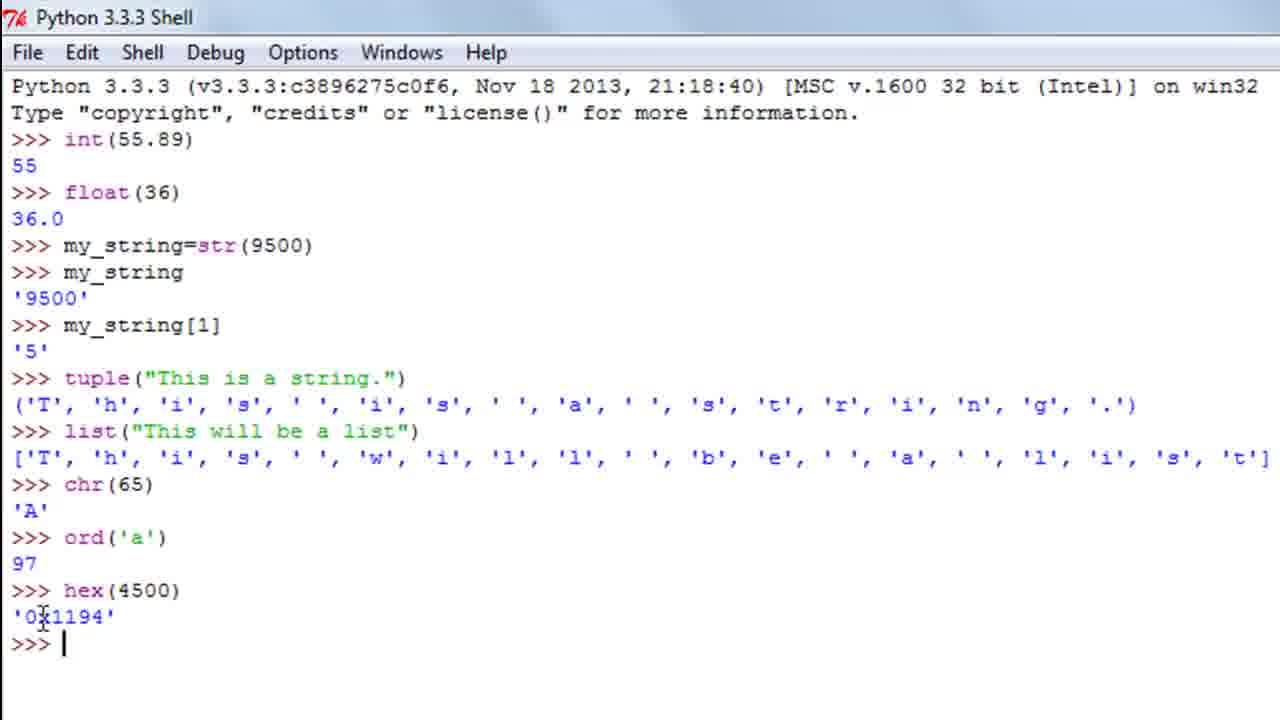 Python 3.3.3 Shell
File Edit Shell Debug Options Windows Help
Python 3.3.3 (v3.3.3:c3896275c0f6, Nov 18 2013, 21:18:40) [MSC v.1600 32 bit (Intel)] on win32
Type "copyright", "credits" or "license()" for more information.
>>> int(55.89)
55
>>> float(36)
36.0
>>> my_string=str(9500)
>>> my_string
'9500'
>>> my_string[1]
'5'
>>> tuple("This is a string.")
('T', 'h', 'i', 's', ' ', 'i', 's', ' ', 'a', ' ', 's', 't', 'r', 'i', 'n', 'g', '.')
>>> list("This will be a list")
['T', 'h', 'i', 's', ' ', 'w', 'i', 'l', 'l', ' ', 'b', 'e', ' ', 'a', ' ', 'l', 'i', 's', 't']
>>> chr(65)
'A'
>>> ord('a')
97
>>> hex(4500)
'0x1194'
>>>